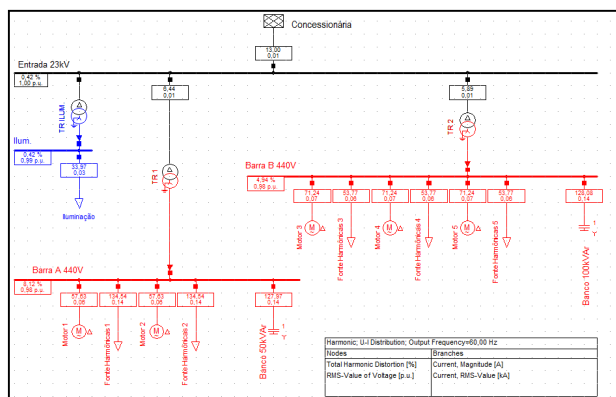 Concessionária
13,00
0,01
Entrada 23kV
0,42 %
1,00 p.u.
6,44
0,01
5,89
0,01
TR ILUM.
TR 2
Ilum.
0,42 %
0,99 p.u.
33,97
0,03
Iluminação
TR 1
Barra B 440V
4,94 %
0,98 p.u.
71,24
0,07
53,77
0,06
71,24
0,07
53,77
0,06
71,24
0,07
53,77
0,06
128,08
0,14
Motor 3
Fonte Harmônicas 3
Motor 4
Fonte Harmônicas 4
Motor 5
Fonte Harmônicas 5
Banco 100kVAr
M
M
M
1
Y
Barra A 440V
8,12 %
0,98 p.u.
57,63
0,06
134,54
0,14
57,63
0,06
134,54
0,14
127,97
0,14
Motor 1
Fonte Harmônicas 1
Motor 2
Fonte Harmônicas 2
Banco 50kVAr
M
M
1
Y
Harmonic, U-I Distribution; Output Frequency=60,00 Hz
Nodes Branches
Total Harmonic Distortion [%] Current, Magnitude [A]
RMS-Value of Voltage [p.u.] Current, RMS-Value [kA]